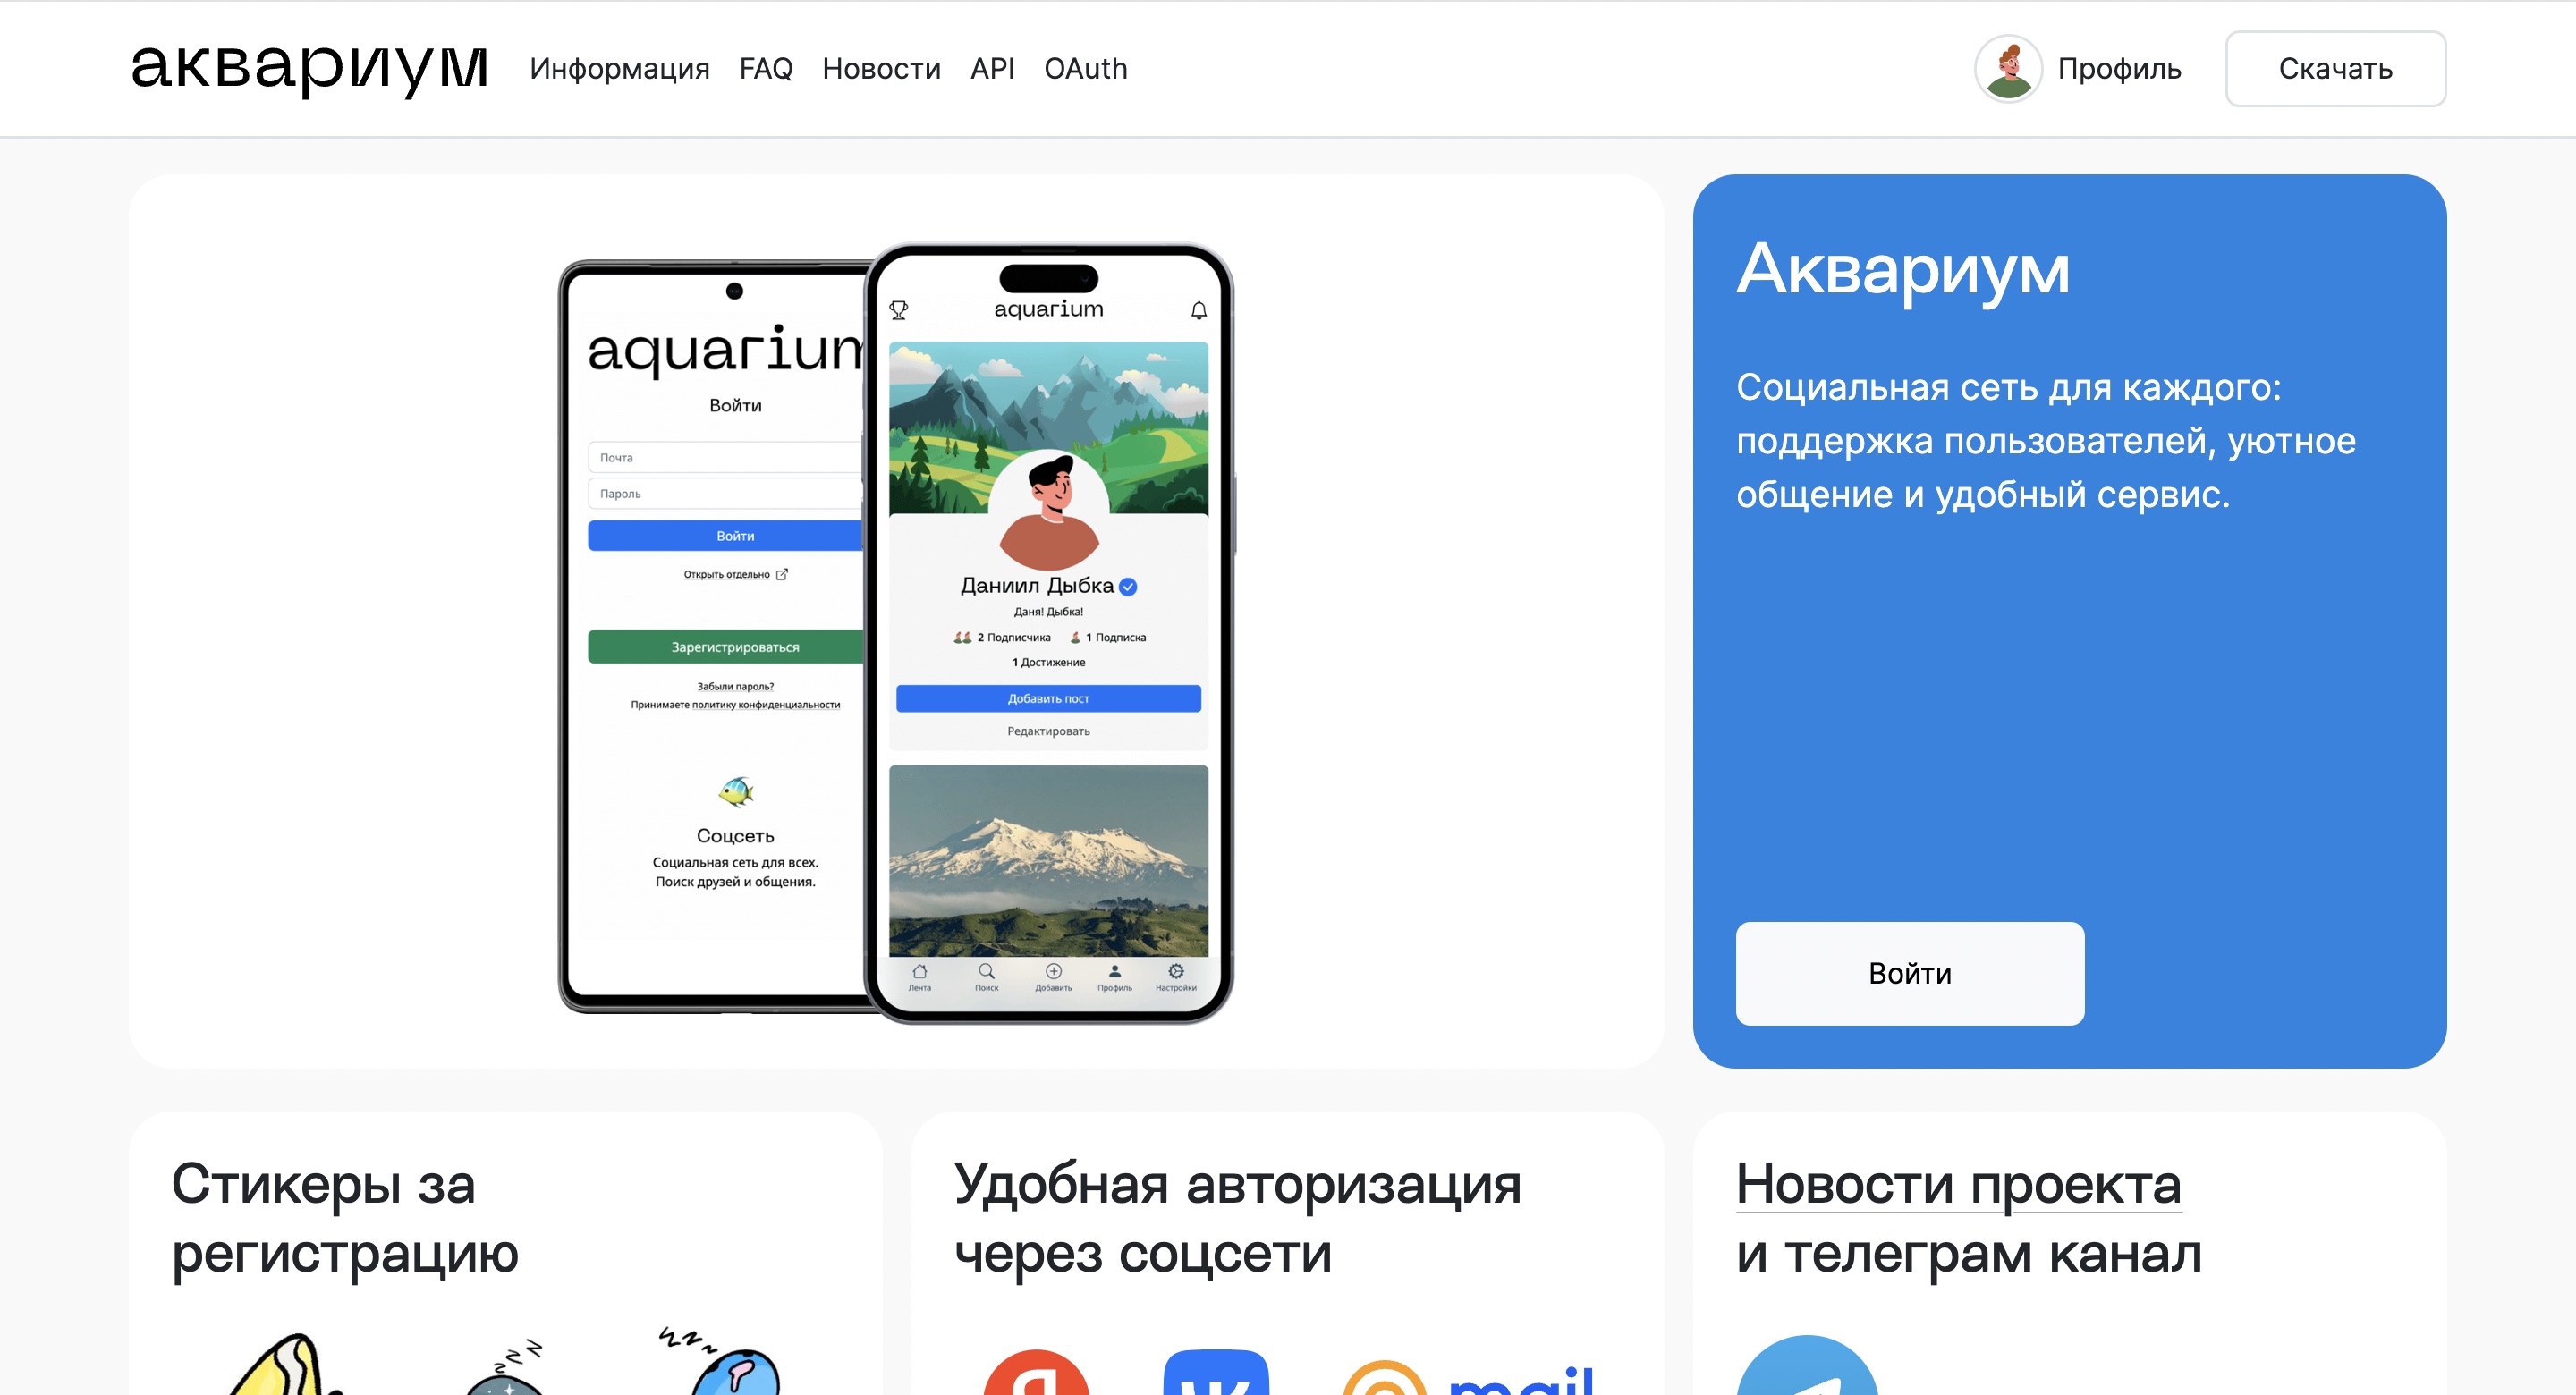 аквариум
Информация
FAQ
Новости
API
OAuth
Профиль
Скачать
aquarium
Войти
Почта
Пароль
Войти
Открыть отдельно
Зарегистрироваться
Забыли пароль?
Принимаете политику конфиденциальности
Соцсеть
Социальная сеть для всех.
Поиск друзей и общения.
aquarium
Даниил Дыбка
Даня! Дыбка!
2 Подписчика
1 Подписка
1 Достижение
Добавить пост
Редактировать
Лента
Поиск
Добавить
Профиль
Настройки
Аквариум
Социальная сеть для каждого:
поддержка пользователей, уютное
общение и удобный сервис.
Войти
Стикеры за
регистрацию
Удобная авторизация
через соцсети
Я
mail
Новости проекта
и телеграм канал